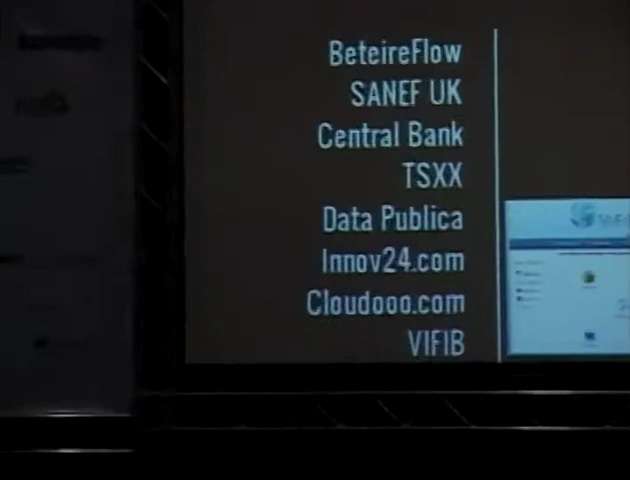 BeteireFlow
SANEF UK
Central Bank
TSXX
Data Publica
Innov24.com
Cloudooo.com
VIFIB